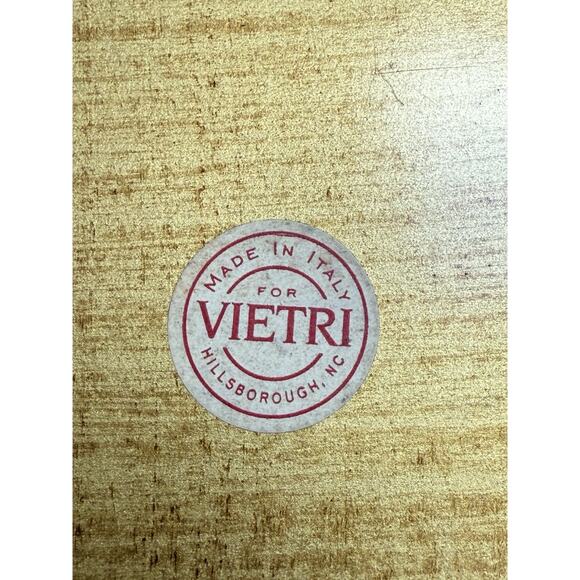 Made In Italy
FOR
VIETRI
HILLSBOROUGH, NC